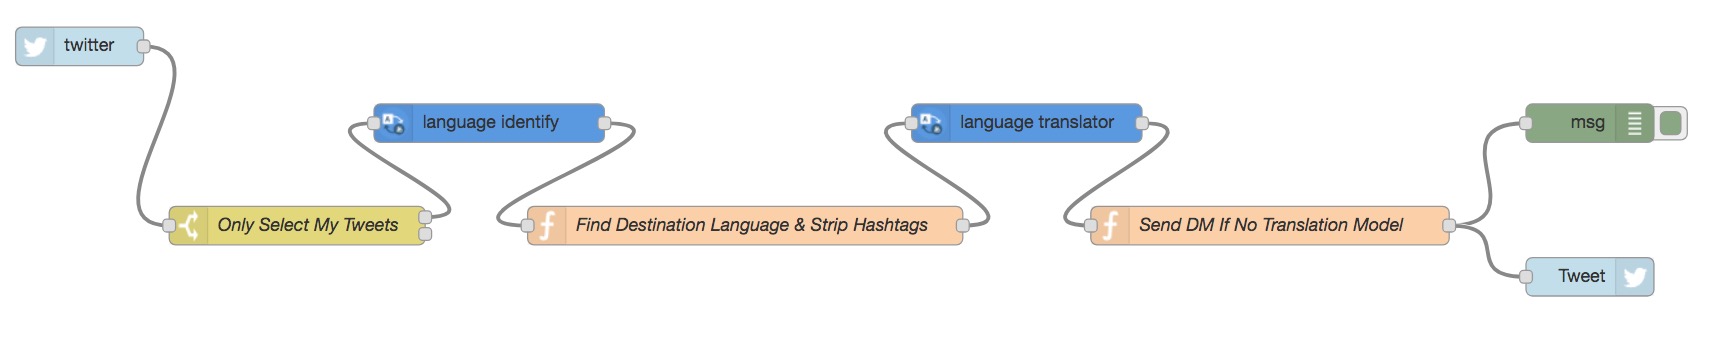 twitter
Only Select My Tweets
language identify
Find Destination Language & Strip Hashtags
language translator
Send DM If No Translation Model
msg
Tweet